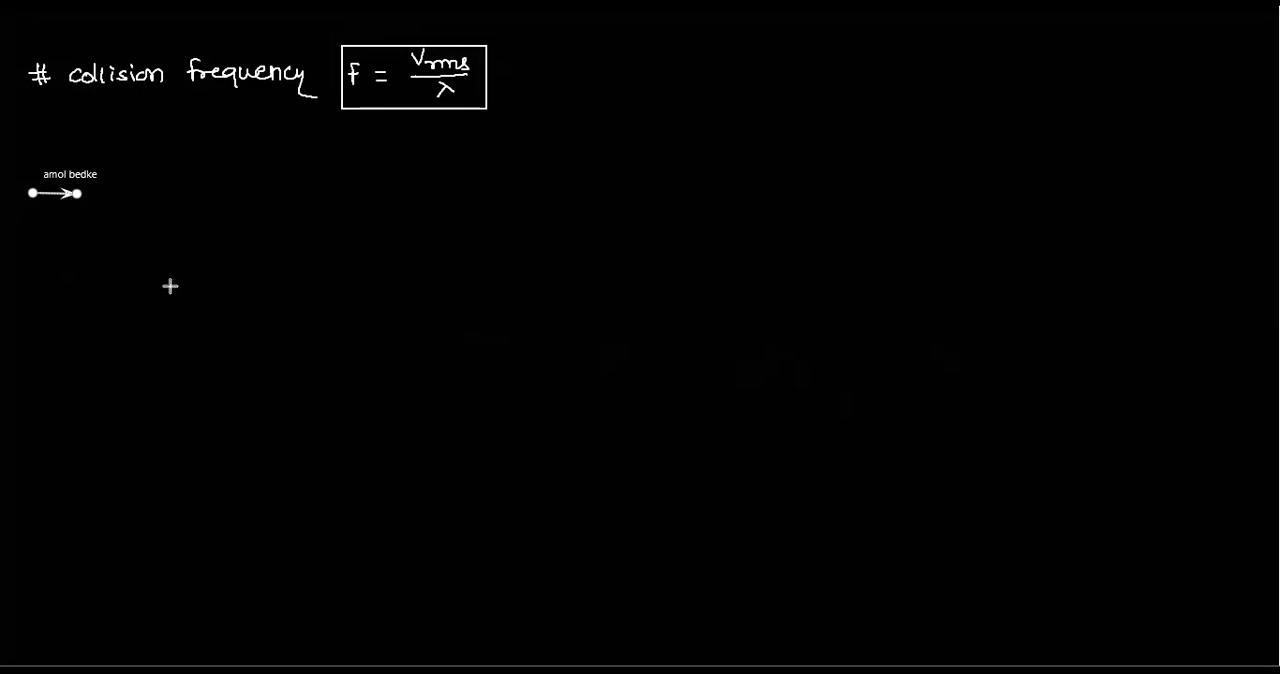 # collision frequency f = Vrms/λ
amol bedke